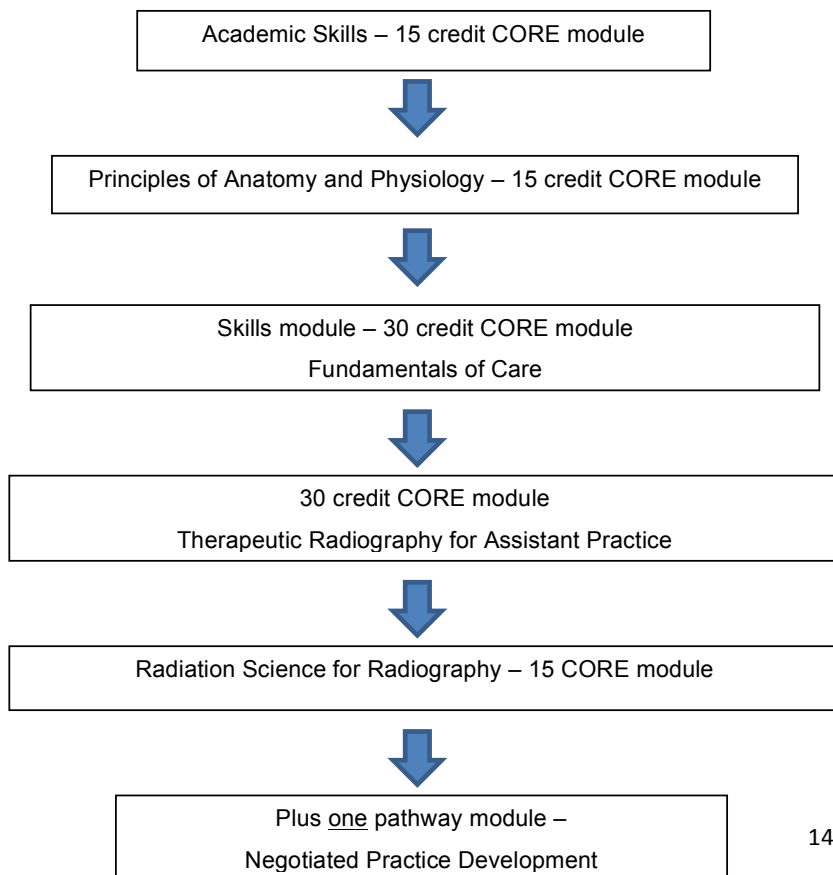 Academic Skills – 15 credit CORE module
Principles of Anatomy and Physiology – 15 credit CORE module
Skills module – 30 credit CORE module
Fundamentals of Care
30 credit CORE module
Therapeutic Radiography for Assistant Practice
Radiation Science for Radiography – 15 CORE module
Plus one pathway module –
Negotiated Practice Development
14